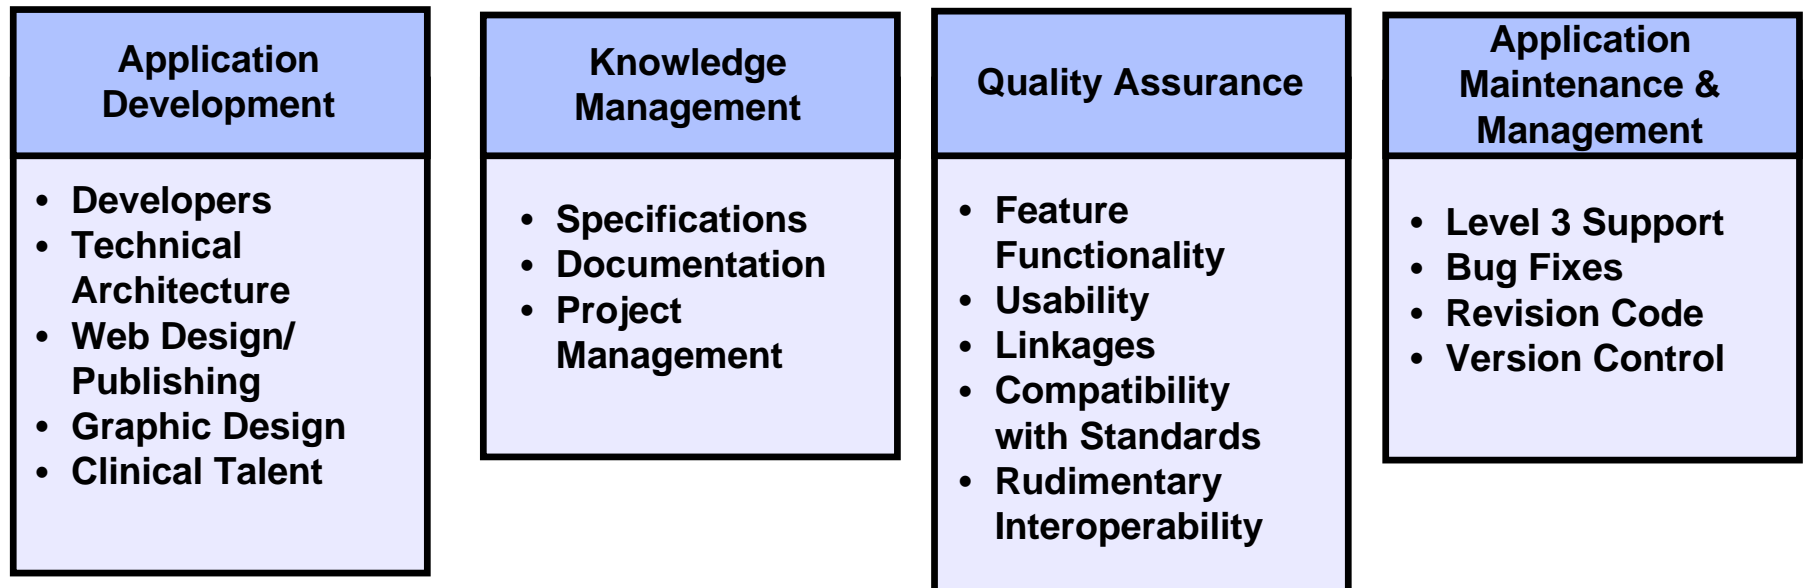 Application
Development
• Developers
• Technical
Architecture
• Web Design/
Publishing
• Graphic Design
• Clinical Talent
Knowledge
Management
• Specifications
• Documentation
• Project
Management
Quality Assurance
• Feature
Functionality
• Usability
• Linkages
• Compatibility
with Standards
• Rudimentary
Interoperability
Application
Maintenance &
Management
• Level 3 Support
• Bug Fixes
• Revision Code
• Version Control